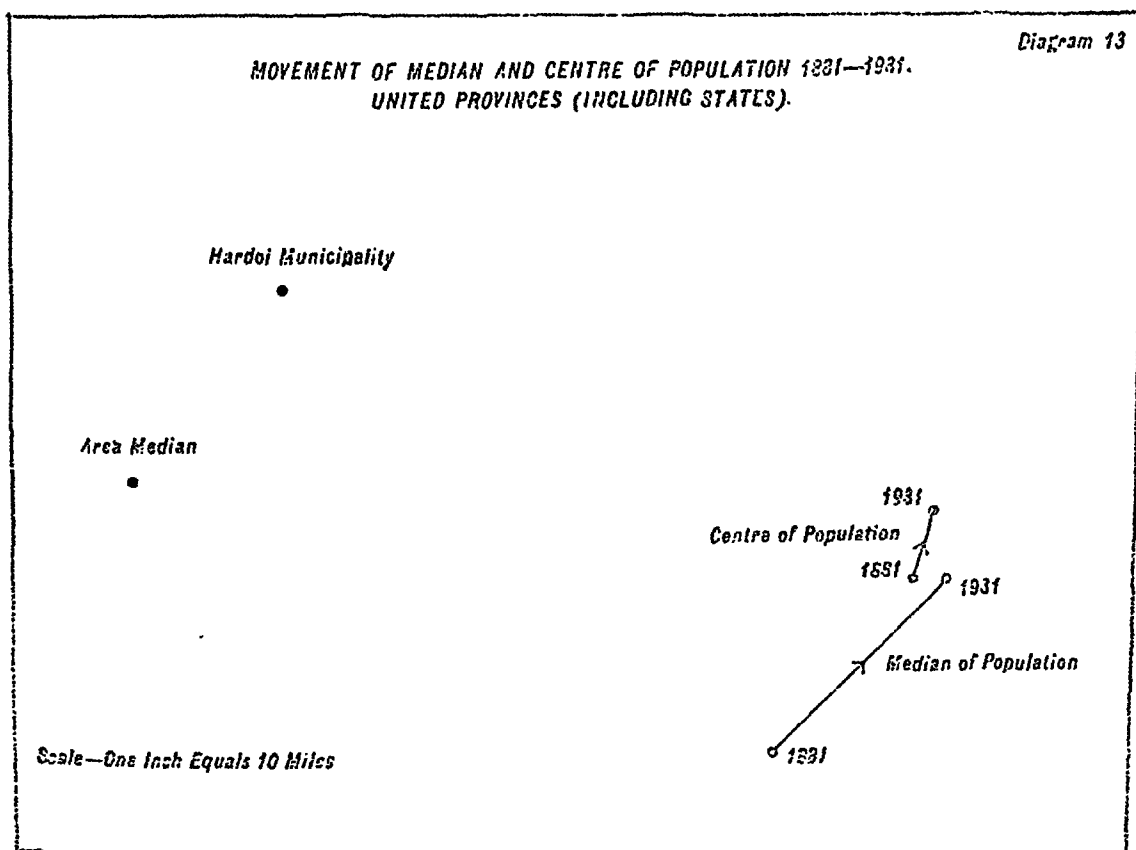 Diagram 13
MOVEMENT OF MEDIAN AND CENTRE OF POPULATION 1881—1931.
UNITED PROVINCES (INCLUDING STATES).
Hardoi Municipality
Area Median
1931
Centre of Population
1881
1931
Median of Population
1881
Scale—One Inch Equals 10 Miles